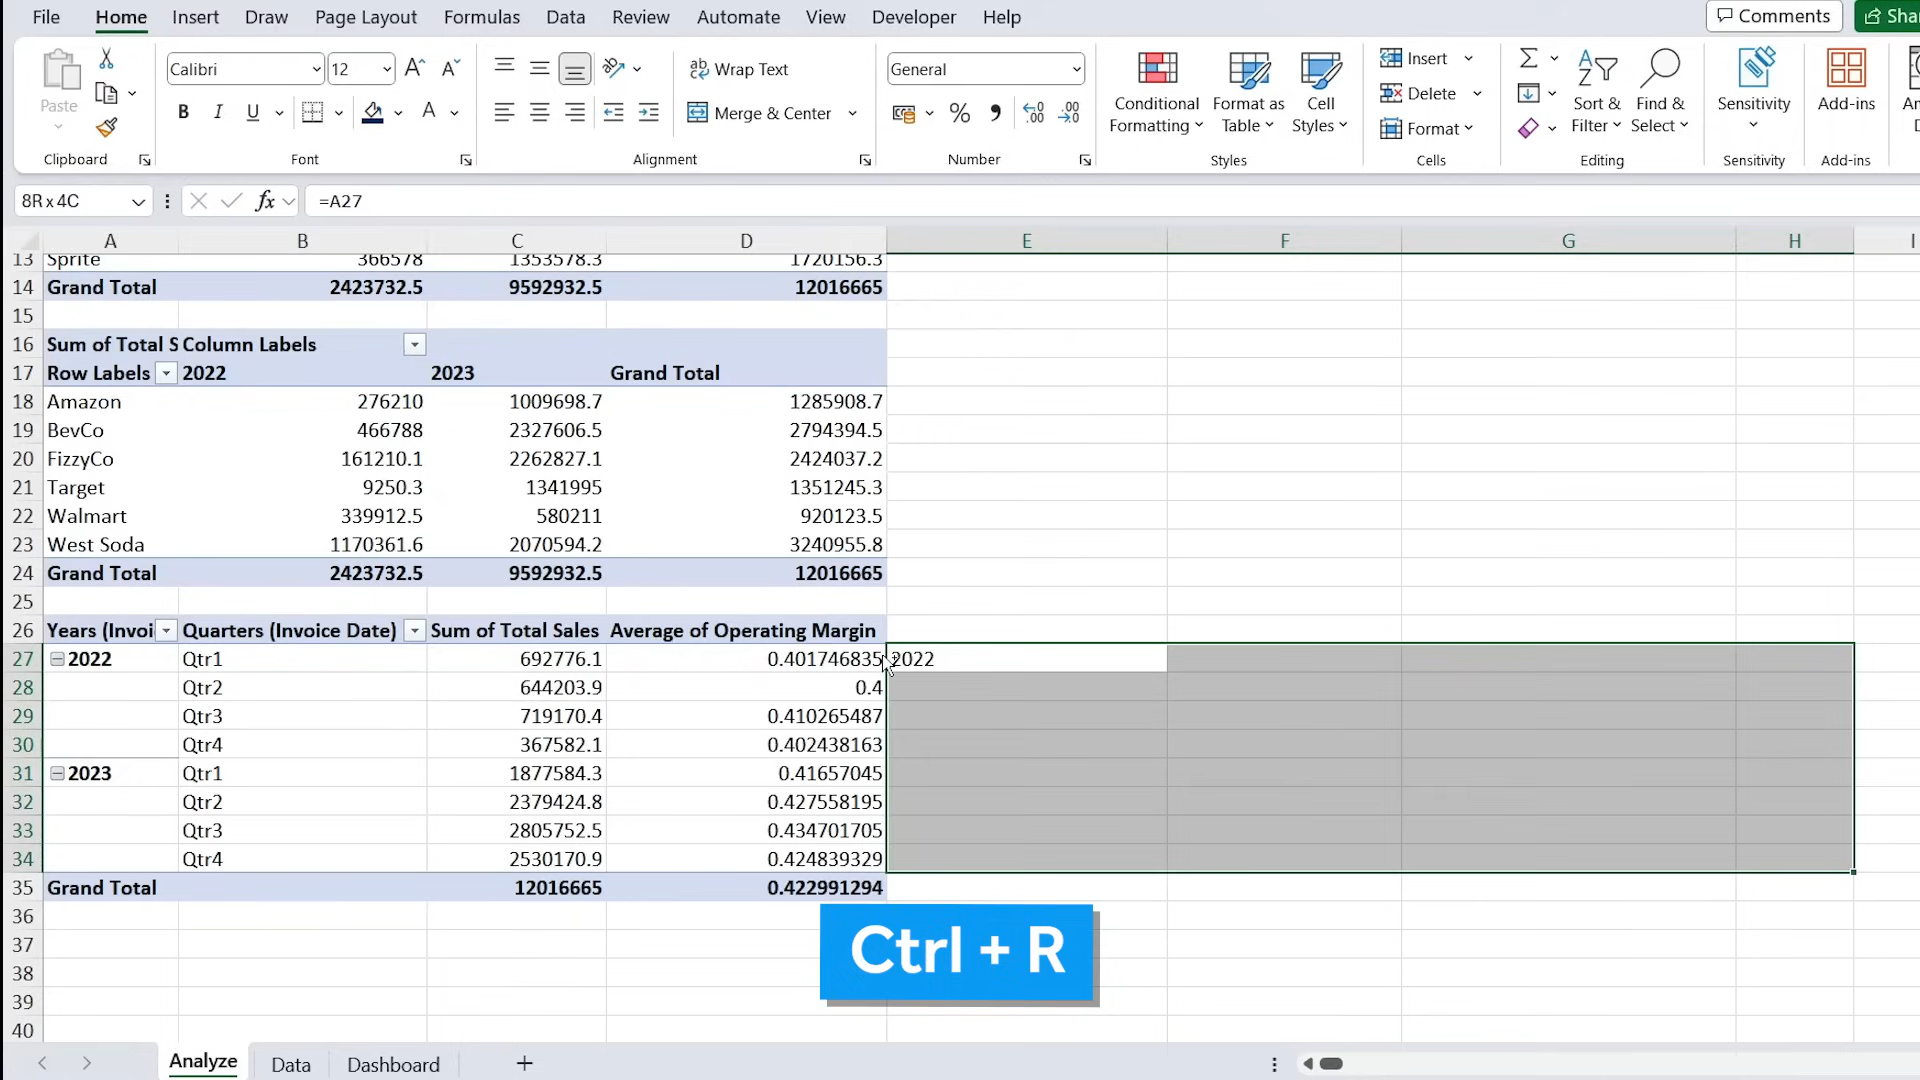 File Home Insert Draw Page Layout Formulas Data Review Automate View Developer Help Comments
Calibri 12 Wrap Text General Insert
Paste Conditional Formatting Format as Table Cell Styles Delete Sort & Filter Find & Select Sensitivity Add-ins
B I U A Merge & Center % Format
Clipboard Font Alignment Number Styles Cells Editing Sensitivity Add-ins
8R x 4C fx =A27
A B C D E F G H I
13 Sprite 366578 1353578.3 1720156.3
14 Grand Total 2423732.5 9592932.5 12016665
15
16 Sum of Total S Column Labels
17 Row Labels 2022 2023 Grand Total
18 Amazon 276210 1009698.7 1285908.7
19 BevCo 466788 2327606.5 2794394.5
20 FizzyCo 161210.1 2262827.1 2424037.2
21 Target 9250.3 1341995 1351245.3
22 Walmart 339912.5 580211 920123.5
23 West Soda 1170361.6 2070594.2 3240955.8
24 Grand Total 2423732.5 9592932.5 12016665
25
26 Years (Invoi Quarters (Invoice Date) Sum of Total Sales Average of Operating Margin
27 2022 Qtr1 692776.1 0.401746835 2022
28 Qtr2 644203.9 0.4
29 Qtr3 719170.4 0.410265487
30 Qtr4 367582.1 0.402438163
31 2023 Qtr1 1877584.3 0.41657045
32 Qtr2 2379424.8 0.427558195
33 Qtr3 2805752.5 0.434701705
34 Qtr4 2530170.9 0.424839329
35 Grand Total 12016665 0.422991294
36
37
38
39
40
Ctrl + R
Analyze Data Dashboard